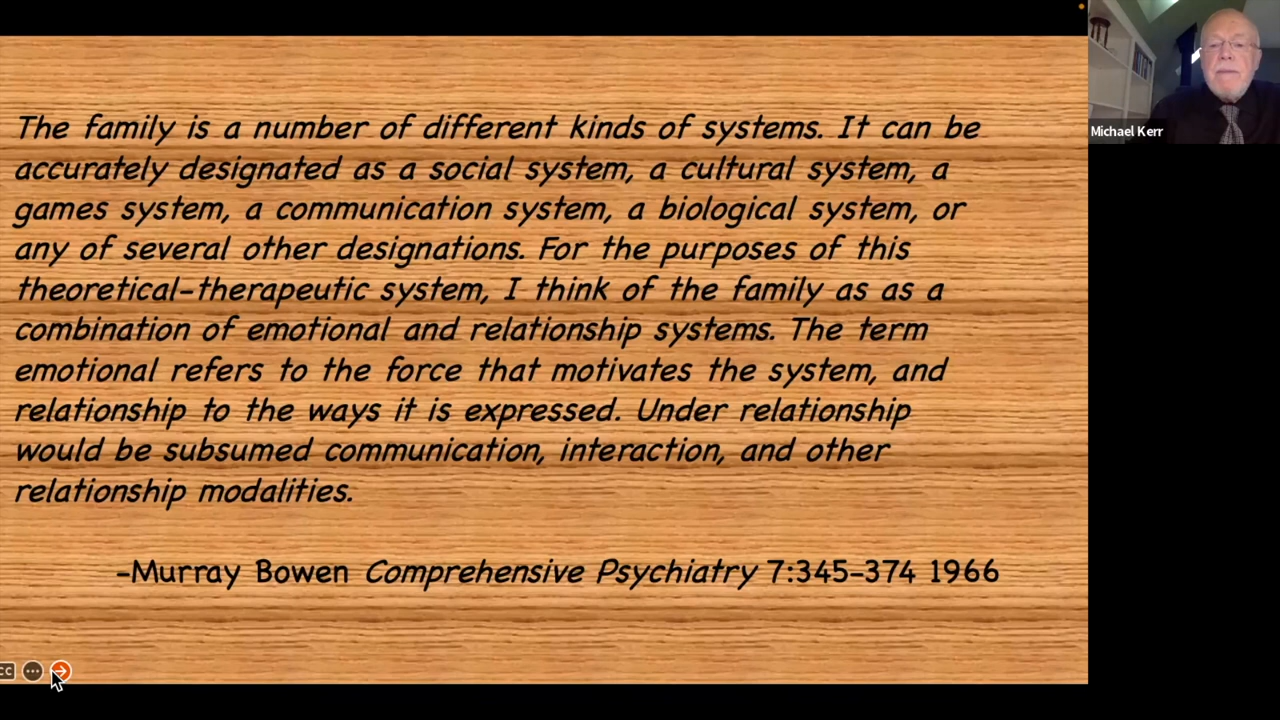 The family is a number of different kinds of systems. It can be
accurately designated as a social system, a cultural system, a
games system, a communication system, a biological system, or
any of several other designations. For the purposes of this
theoretical-therapeutic system, I think of the family as as a
combination of emotional and relationship systems. The term
emotional refers to the force that motivates the system, and
relationship to the ways it is expressed. Under relationship
would be subsumed communication, interaction, and other
relationship modalities.
-Murray Bowen Comprehensive Psychiatry 7:345-374 1966
Michael Kerr
CC